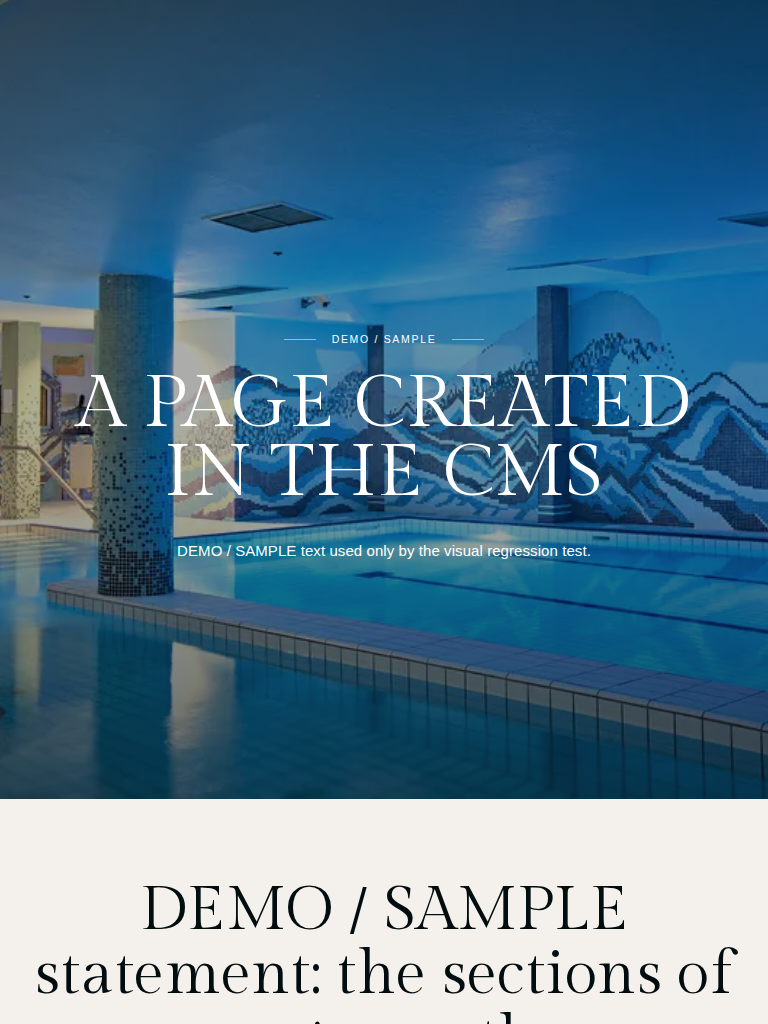 DEMO / SAMPLE
A PAGE CREATED
IN THE CMS
DEMO / SAMPLE text used only by the visual regression test.
DEMO / SAMPLE
statement: the sections of